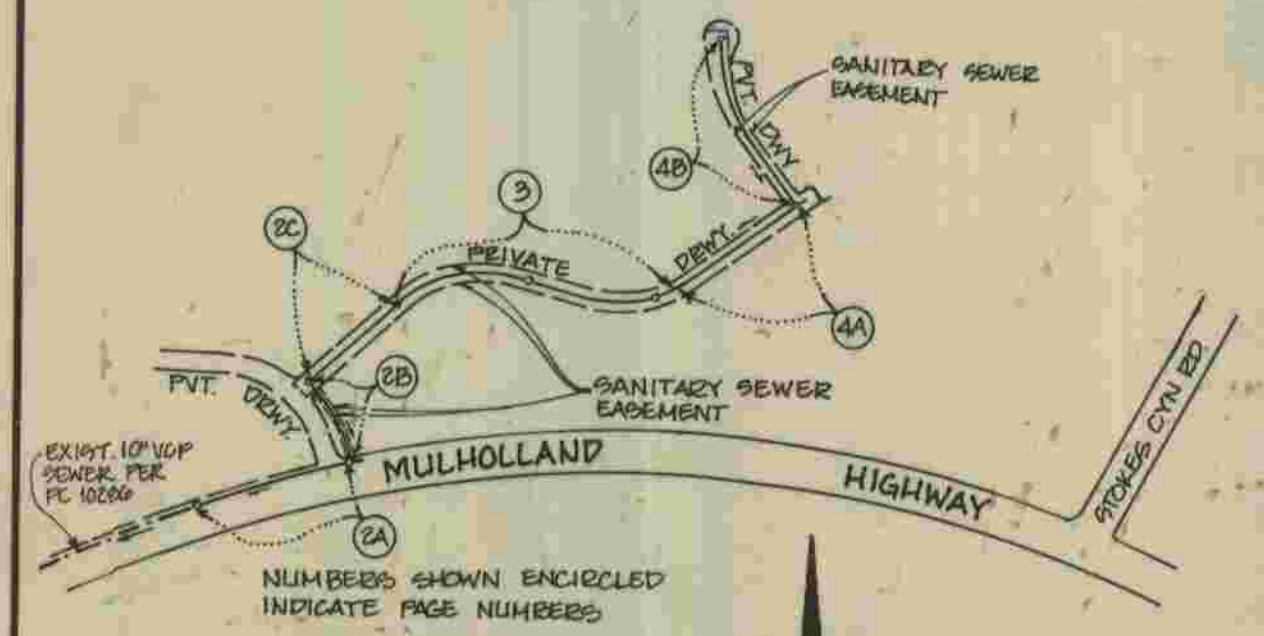 SANITARY SEWER
EASEMENT
PVT.
DWY
4B
3
2C
PRIVATE
DRWY.
4A
STOKES CYN RD.
PVT.
DRWY.
2B
SANITARY SEWER
EASEMENT
EXIST. 10" VCP
SEWER PER
PC 10286
MULHOLLAND
HIGHWAY
2A
NUMBERS SHOWN ENCIRCLED
INDICATE PAGE NUMBERS